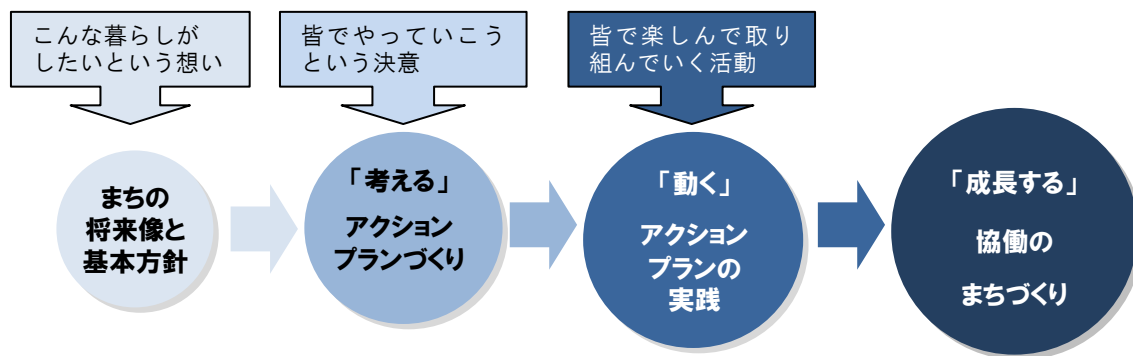 こんな暮らしが
したいという想い
皆でやっていこう
という決意
皆で楽しんで取り
組んでいく活動
まちの
将来像と
基本方針
「考える」
アクション
プランづくり
「動く」
アクション
プランの
実践
「成長する」
協働の
まちづくり